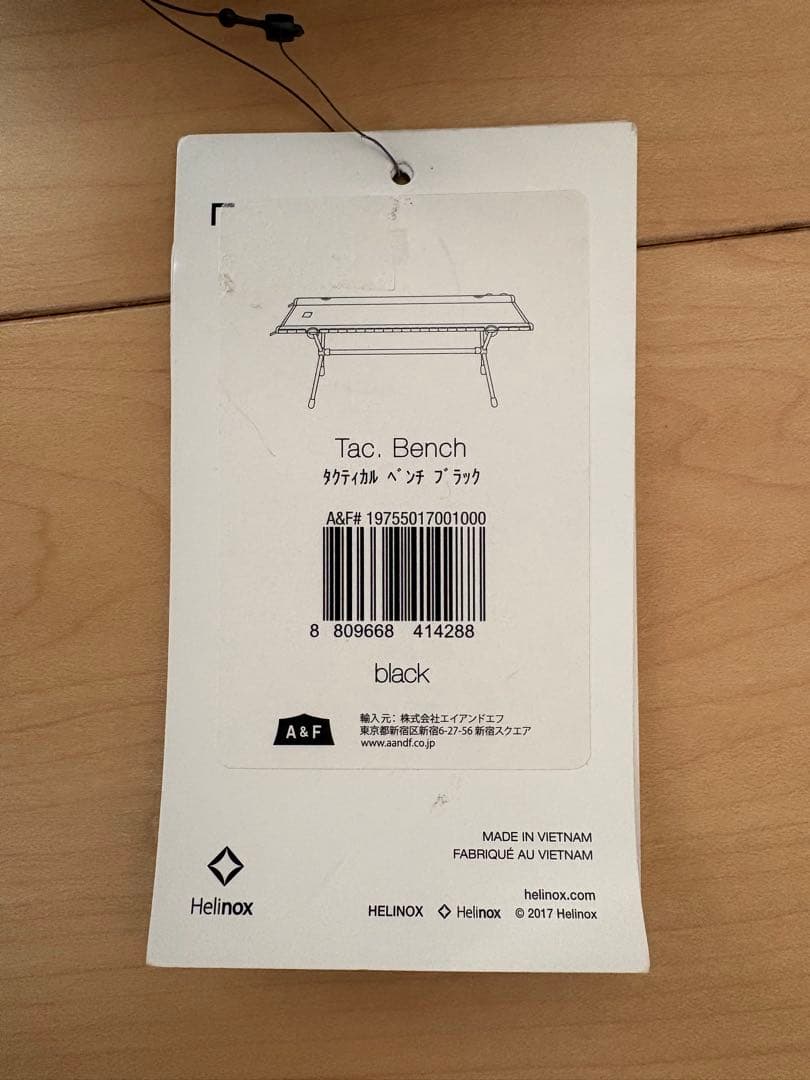 Tac. Bench
ﾀｸﾃｨｶﾙ ﾍﾞﾝﾁ ﾌﾞﾗｯｸ
A&F# 19755017001000
8 809668 414288
black
A & F
輸入元: 株式会社エイアンドエフ
東京都新宿区新宿6-27-56 新宿スクエア
www.aandf.co.jp
MADE IN VIETNAM
FABRIQUÉ AU VIETNAM
Helinox
helinox.com
HELINOX Helinox © 2017 Helinox